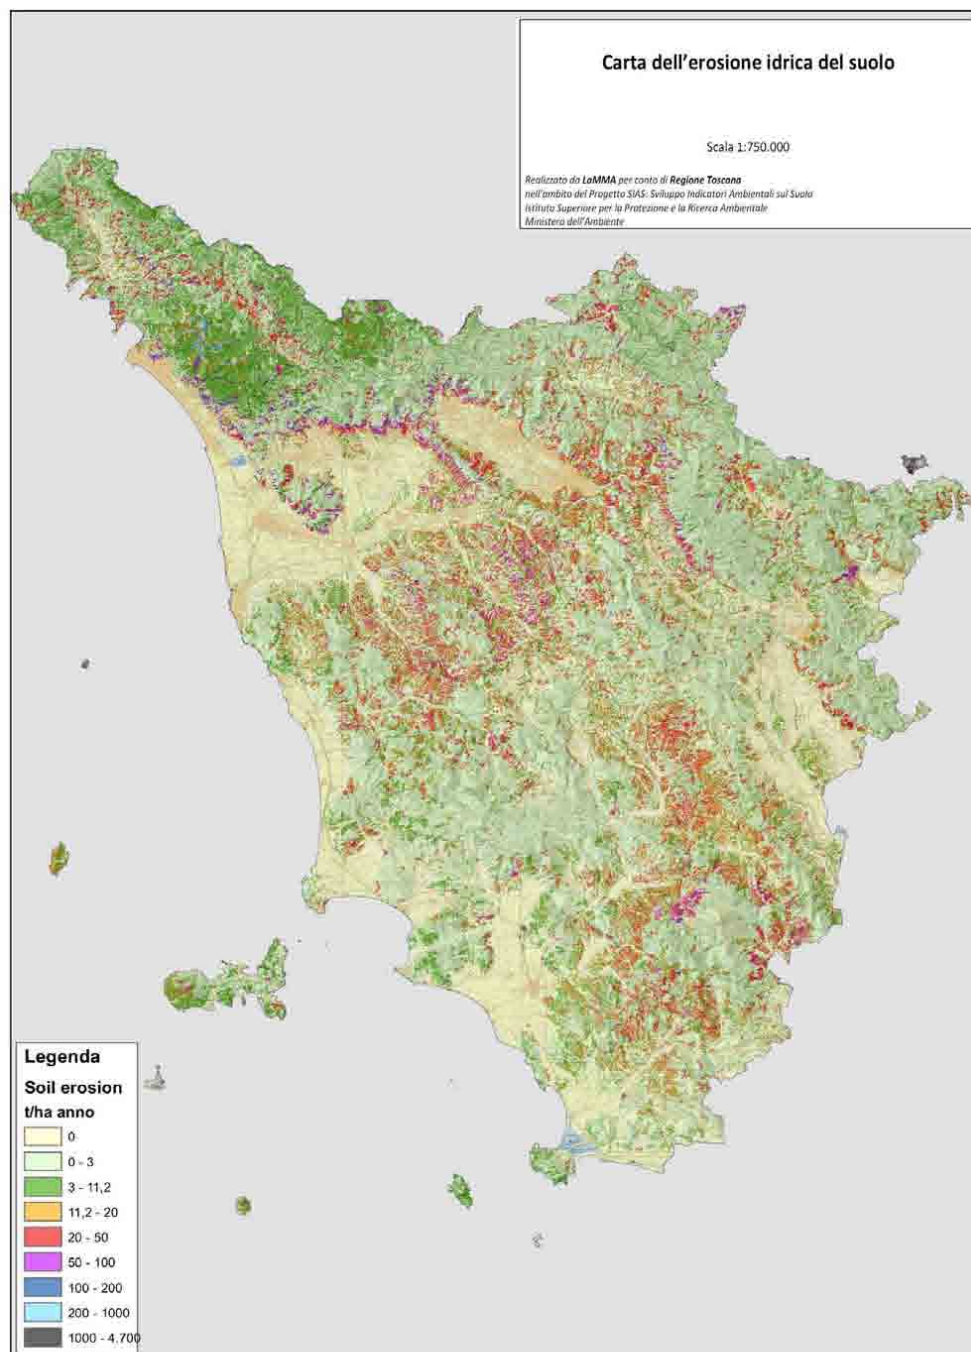 Carta dell'erosione idrica del suolo
Scala 1:750.000
Realizzato da LaMMA per conto di Regione Toscana
nell'ambito del Progetto SIAS: Sviluppo Indicatori Ambientali sul Suolo
Istituto Superiore per la Protezione e la Ricerca Ambientale
Ministero dell'Ambiente
Legenda
Soil erosion
t/ha anno
0
0 - 3
3 - 11,2
11,2 - 20
20 - 50
50 - 100
100 - 200
200 - 1000
1000 - 4.700